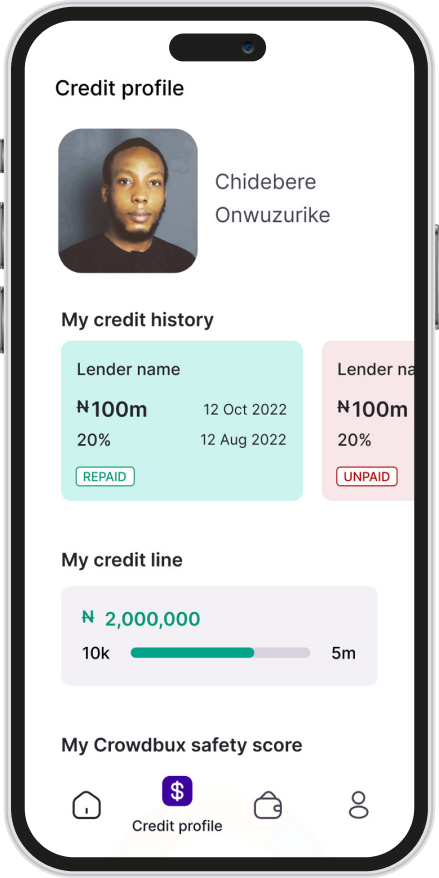 Credit profile
Chidebere
Onwuzurike
My credit history
Lender name
₦100m 12 Oct 2022
20% 12 Aug 2022
REPAID
Lender na
₦100m
20%
UNPAID
My credit line
₦ 2,000,000
10k 5m
My Crowdbux safety score
$
Credit profile